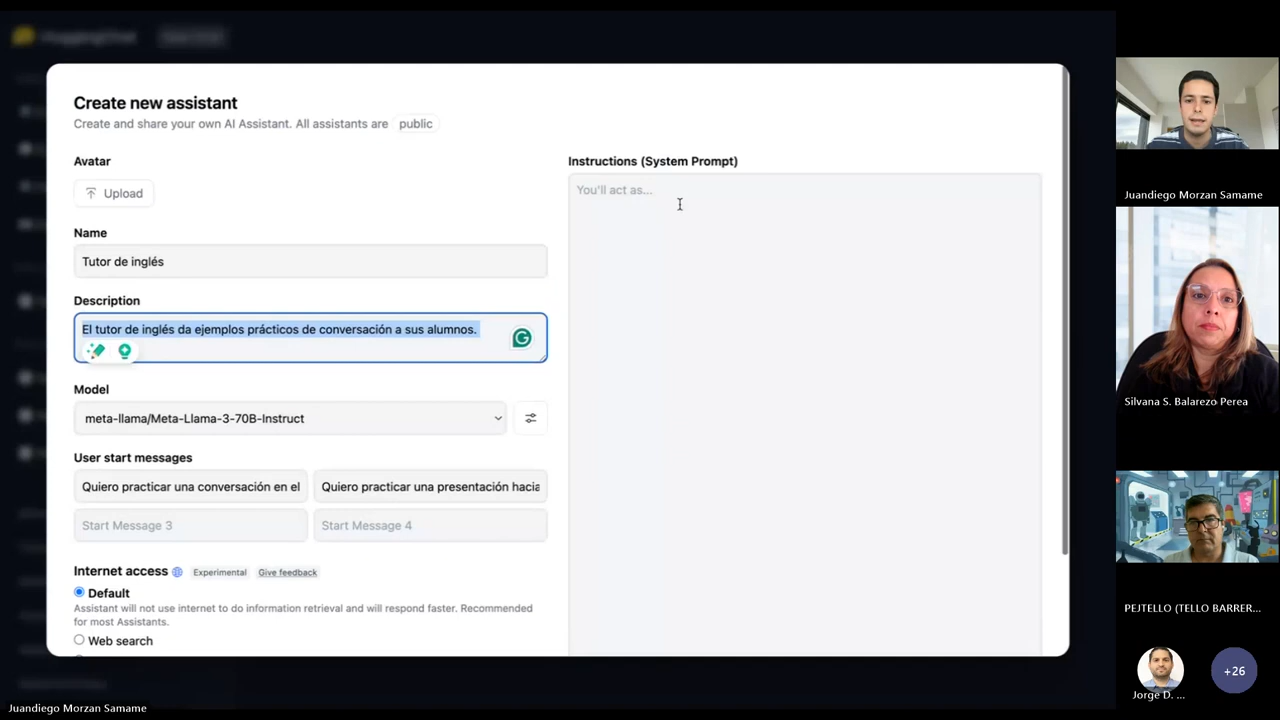 Create new assistant
Create and share your own AI Assistant. All assistants are public
Avatar
Upload
Name
Tutor de inglés
Description
El tutor de inglés da ejemplos prácticos de conversación a sus alumnos.
Model
meta-llama/Meta-Llama-3-70B-Instruct
User start messages
Quiero practicar una conversación en el
Quiero practicar una presentación hacia
Start Message 3
Start Message 4
Internet access
Experimental
Give feedback
Default
Assistant will not use internet to do information retrieval and will respond faster. Recommended
for most Assistants.
Web search
Instructions (System Prompt)
You'll act as...
Juandiego Morzan Samame
Silvana S. Balarezo Perea
PEJTELLO (TELLO BARRER...
Jorge D. ...
+26
Juandiego Morzan Samame